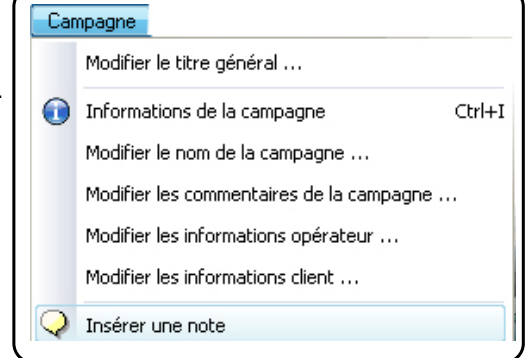 Campagne
Modifier le titre général ...
Informations de la campagne Ctrl+I
Modifier le nom de la campagne ...
Modifier les commentaires de la campagne ...
Modifier les informations opérateur ...
Modifier les informations client ...
Insérer une note